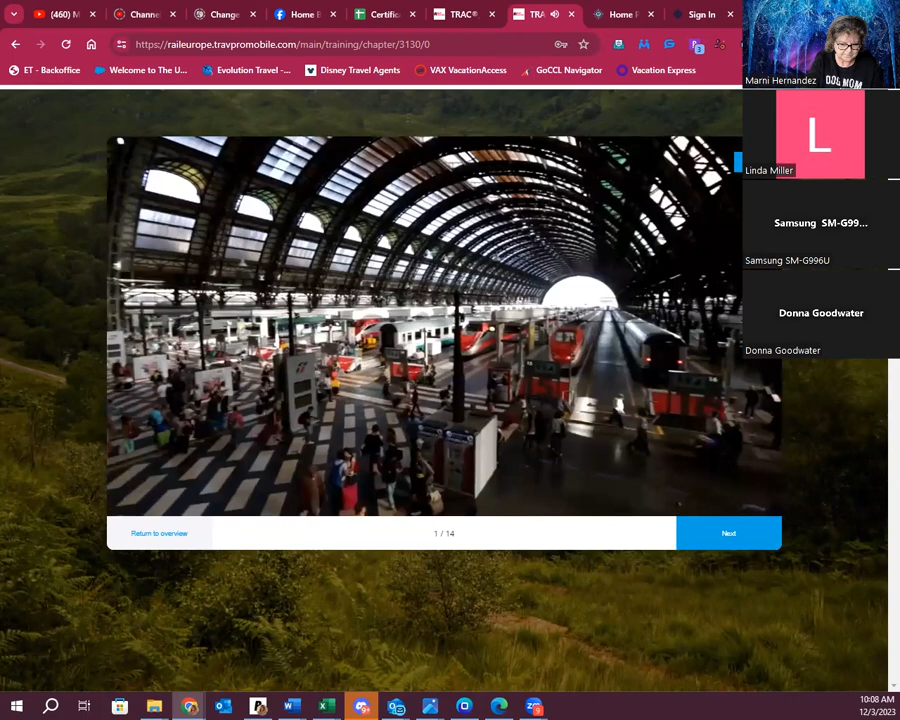 (460) M
Channel
Change
Home E
Certific
TRAC®
TRA
Home F
Sign In
https://raileurope.travpromobile.com/main/training/chapter/3130/0
ET - Backoffice
Welcome to The U...
Evolution Travel -...
Disney Travel Agents
VAX VacationAccess
GoCCL Navigator
Vacation Express
DOG MOM
Marni Hernandez
L
Linda Miller
Samsung SM-G99...
Samsung SM-G996U
Donna Goodwater
Donna Goodwater
Return to overview
1 / 14
Next
10:08 AM
12/3/2023